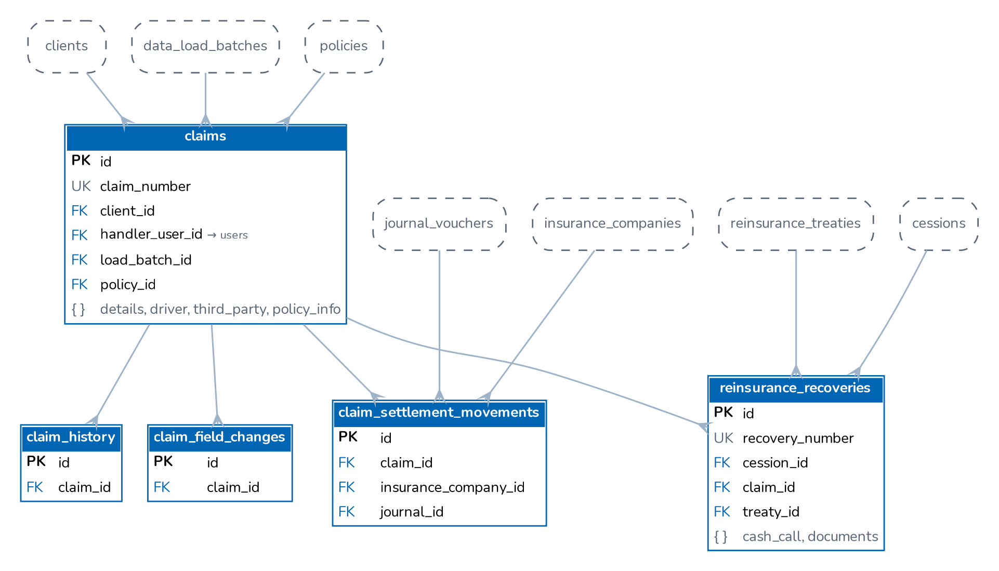 clients
data_load_batches
policies
claims
PK id
UK claim_number
FK client_id
FK handler_user_id → users
FK load_batch_id
FK policy_id
{ } details, driver, third_party, policy_info
journal_vouchers
insurance_companies
reinsurance_treaties
cessions
claim_history
PK id
FK claim_id
claim_field_changes
PK id
FK claim_id
claim_settlement_movements
PK id
FK claim_id
FK insurance_company_id
FK journal_id
reinsurance_recoveries
PK id
UK recovery_number
FK cession_id
FK claim_id
FK treaty_id
{ } cash_call, documents